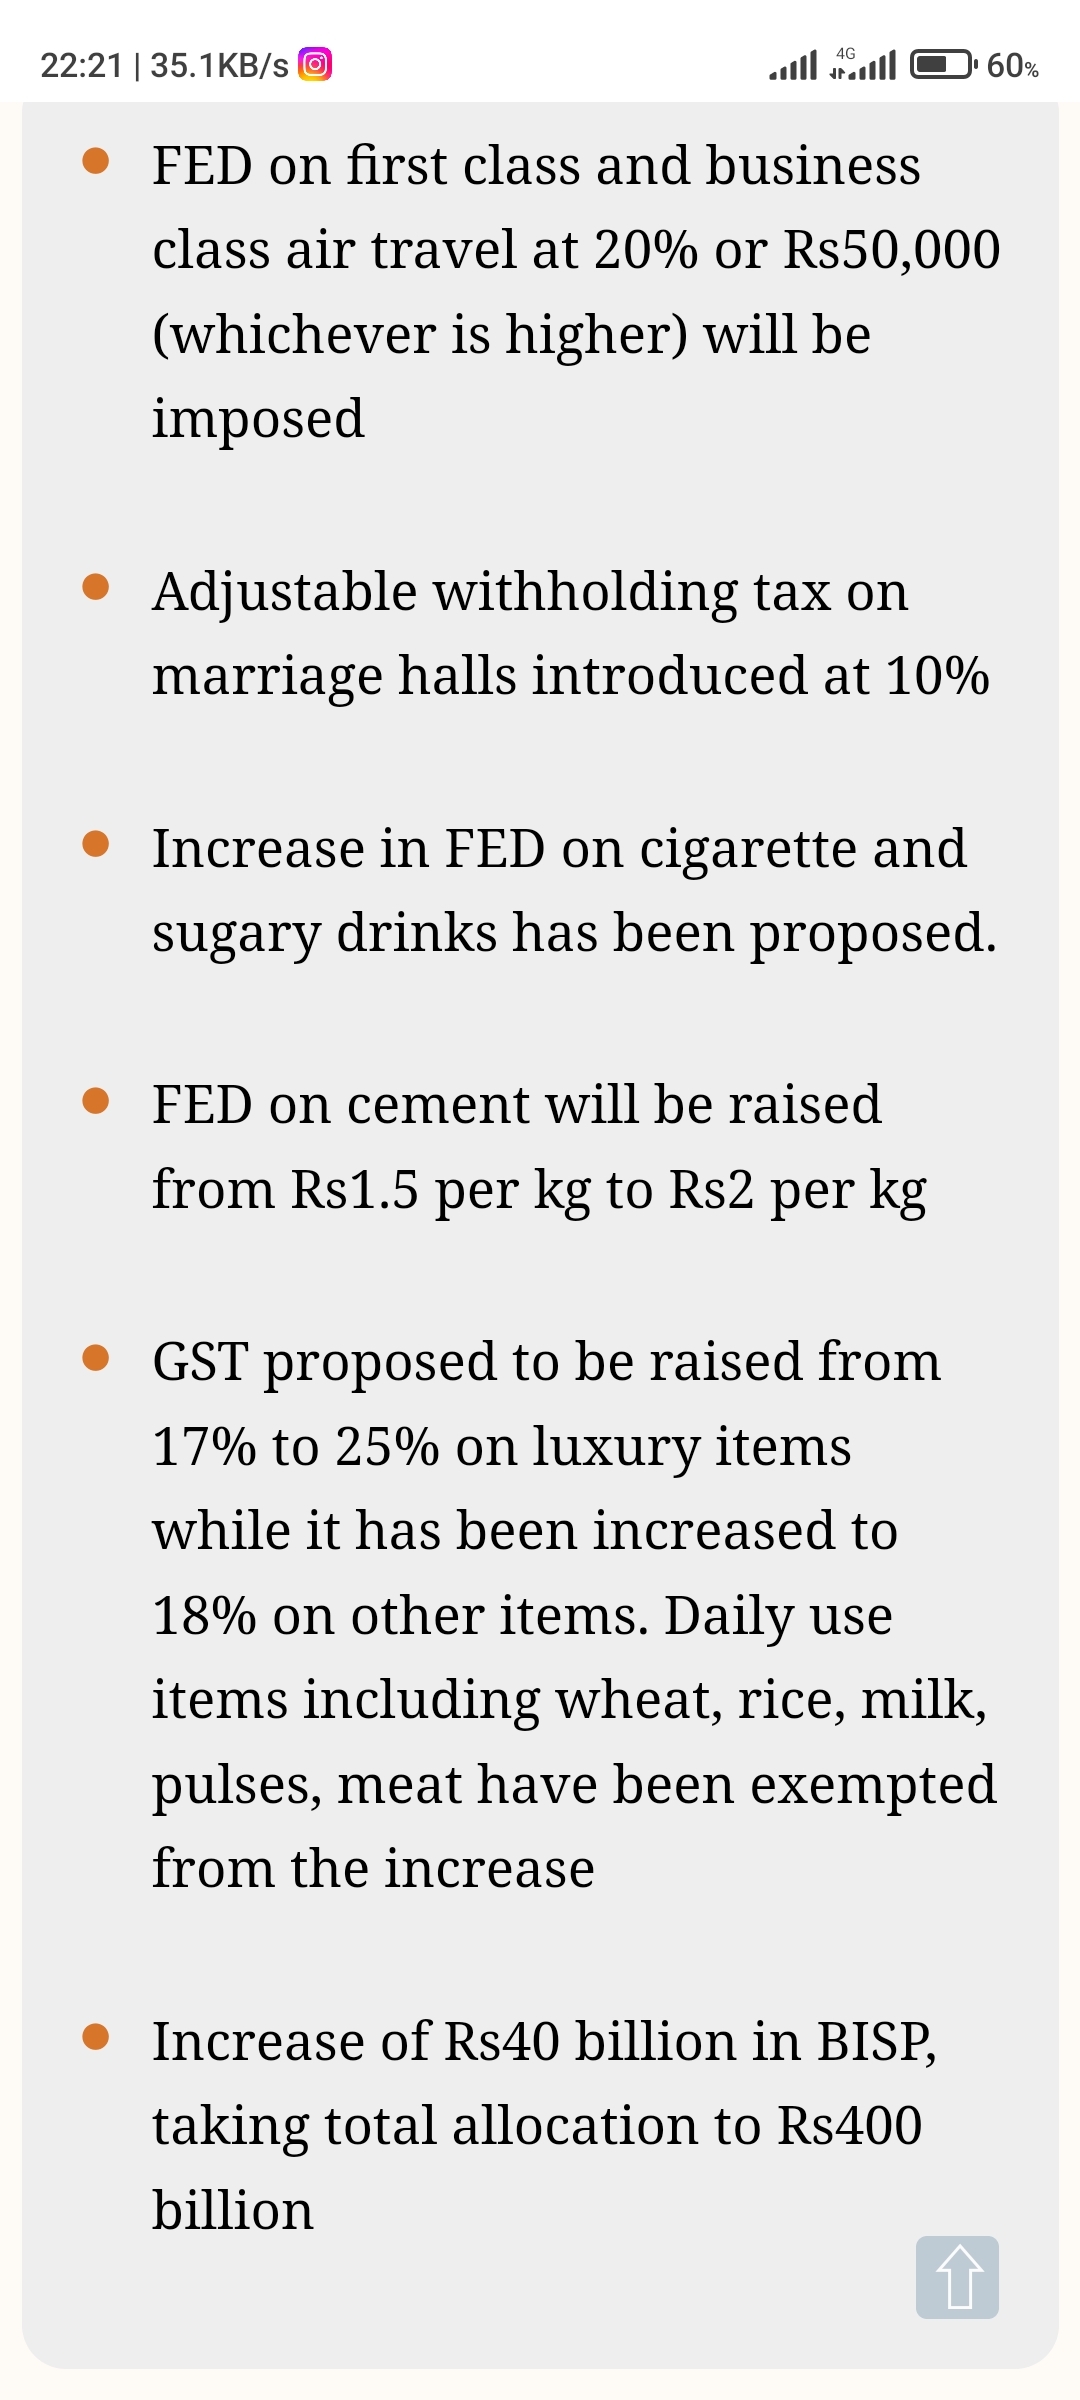 22:21 | 35.1KB/s
4G
60%
FED on first class and business
class air travel at 20% or Rs50,000
(whichever is higher) will be
imposed
Adjustable withholding tax on
marriage halls introduced at 10%
Increase in FED on cigarette and
sugary drinks has been proposed.
FED on cement will be raised
from Rs1.5 per kg to Rs2 per kg
GST proposed to be raised from
17% to 25% on luxury items
while it has been increased to
18% on other items. Daily use
items including wheat, rice, milk,
pulses, meat have been exempted
from the increase
Increase of Rs40 billion in BISP,
taking total allocation to Rs400
billion